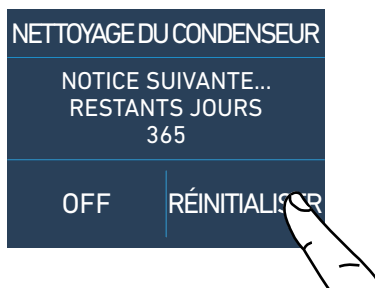 NETTOYAGE DU CONDENSEUR
NOTICE SUIVANTE...
RESTANTS JOURS
365
OFF
RÉINITIALISER